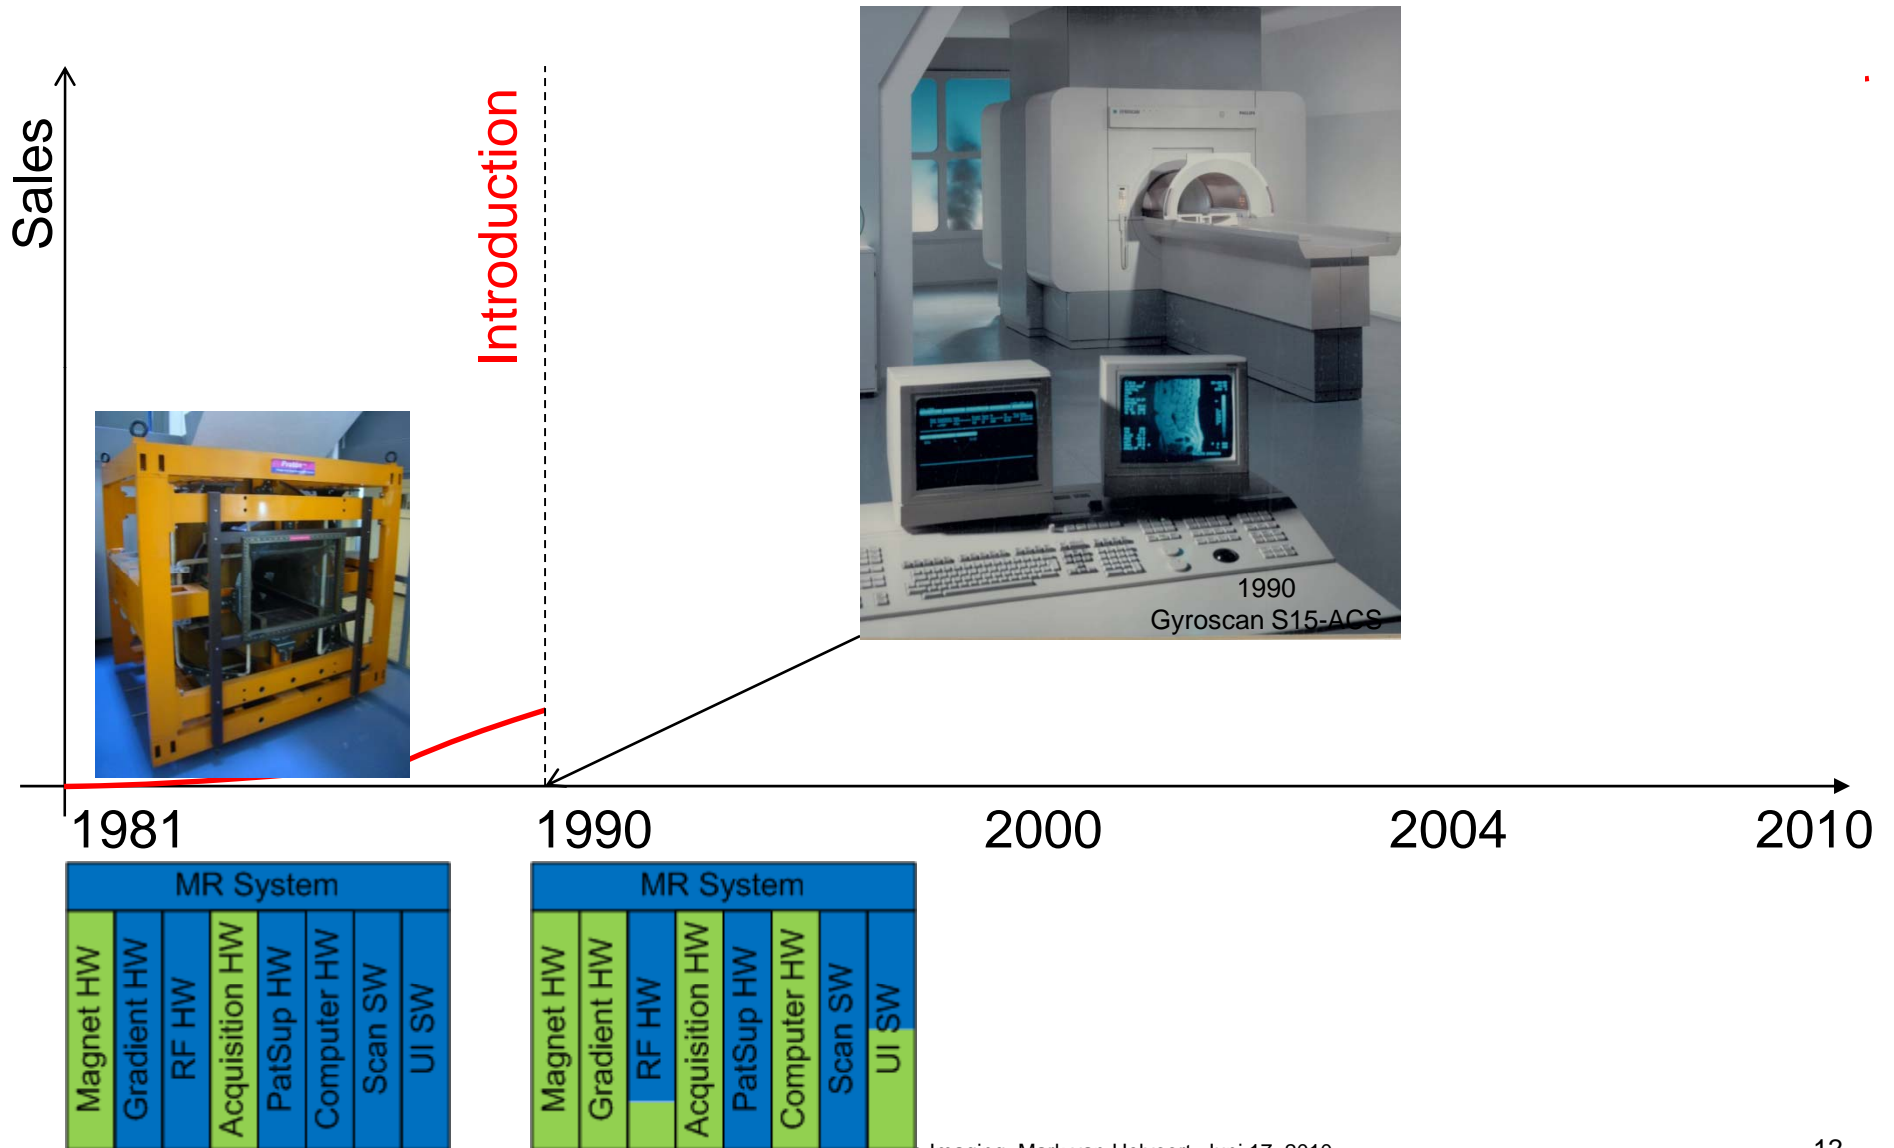 Sales
Introduction
1990
Gyroscan S15-ACS
1981
1990
2000
2004
2010
MR System
Magnet HW
Gradient HW
RF HW
Acquisition HW
PatSup HW
Computer HW
Scan SW
UI SW
MR System
Magnet HW
Gradient HW
RF HW
Acquisition HW
PatSup HW
Computer HW
Scan SW
UI SW